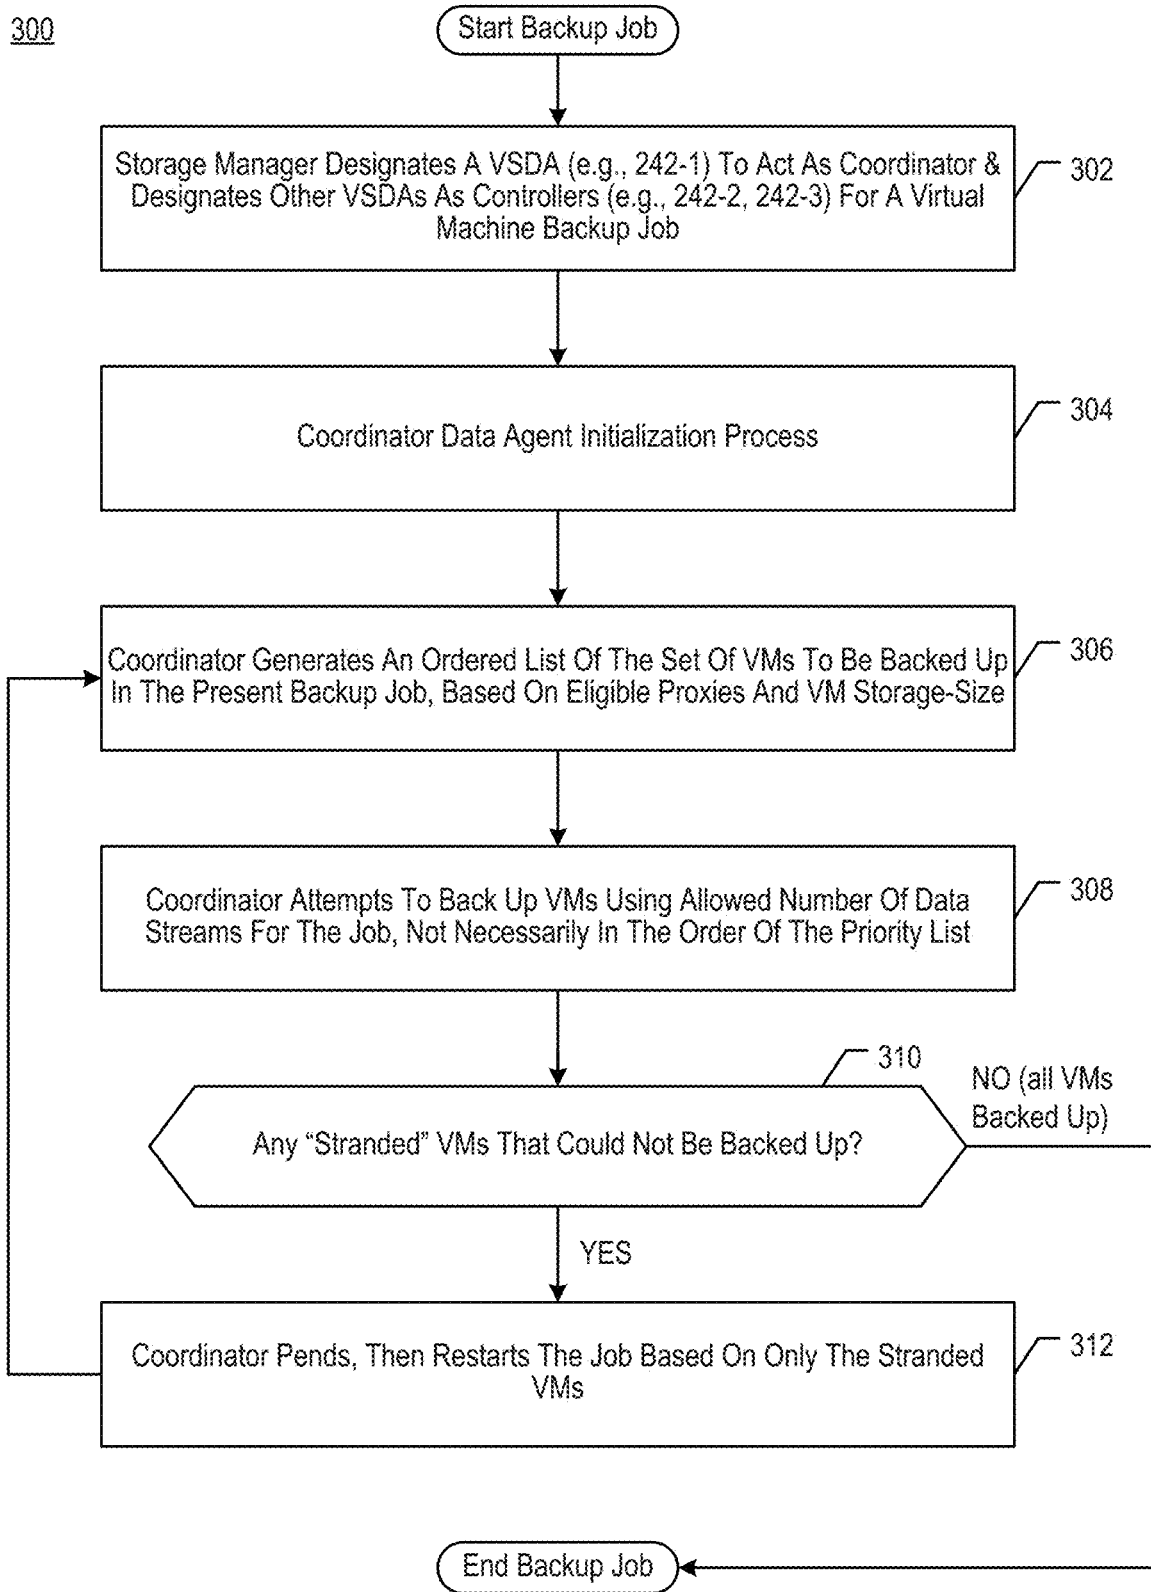 300
Start Backup Job
Storage Manager Designates A VSDA (e.g., 242-1) To Act As Coordinator &
Designates Other VSDAs As Controllers (e.g., 242-2, 242-3) For A Virtual
Machine Backup Job
302
Coordinator Data Agent Initialization Process
304
Coordinator Generates An Ordered List Of The Set Of VMs To Be Backed Up
In The Present Backup Job, Based On Eligible Proxies And VM Storage-Size
306
Coordinator Attempts To Back Up VMs Using Allowed Number Of Data
Streams For The Job, Not Necessarily In The Order Of The Priority List
308
310
Any “Stranded” VMs That Could Not Be Backed Up?
NO (all VMs
Backed Up)
YES
Coordinator Pends, Then Restarts The Job Based On Only The Stranded
VMs
312
End Backup Job